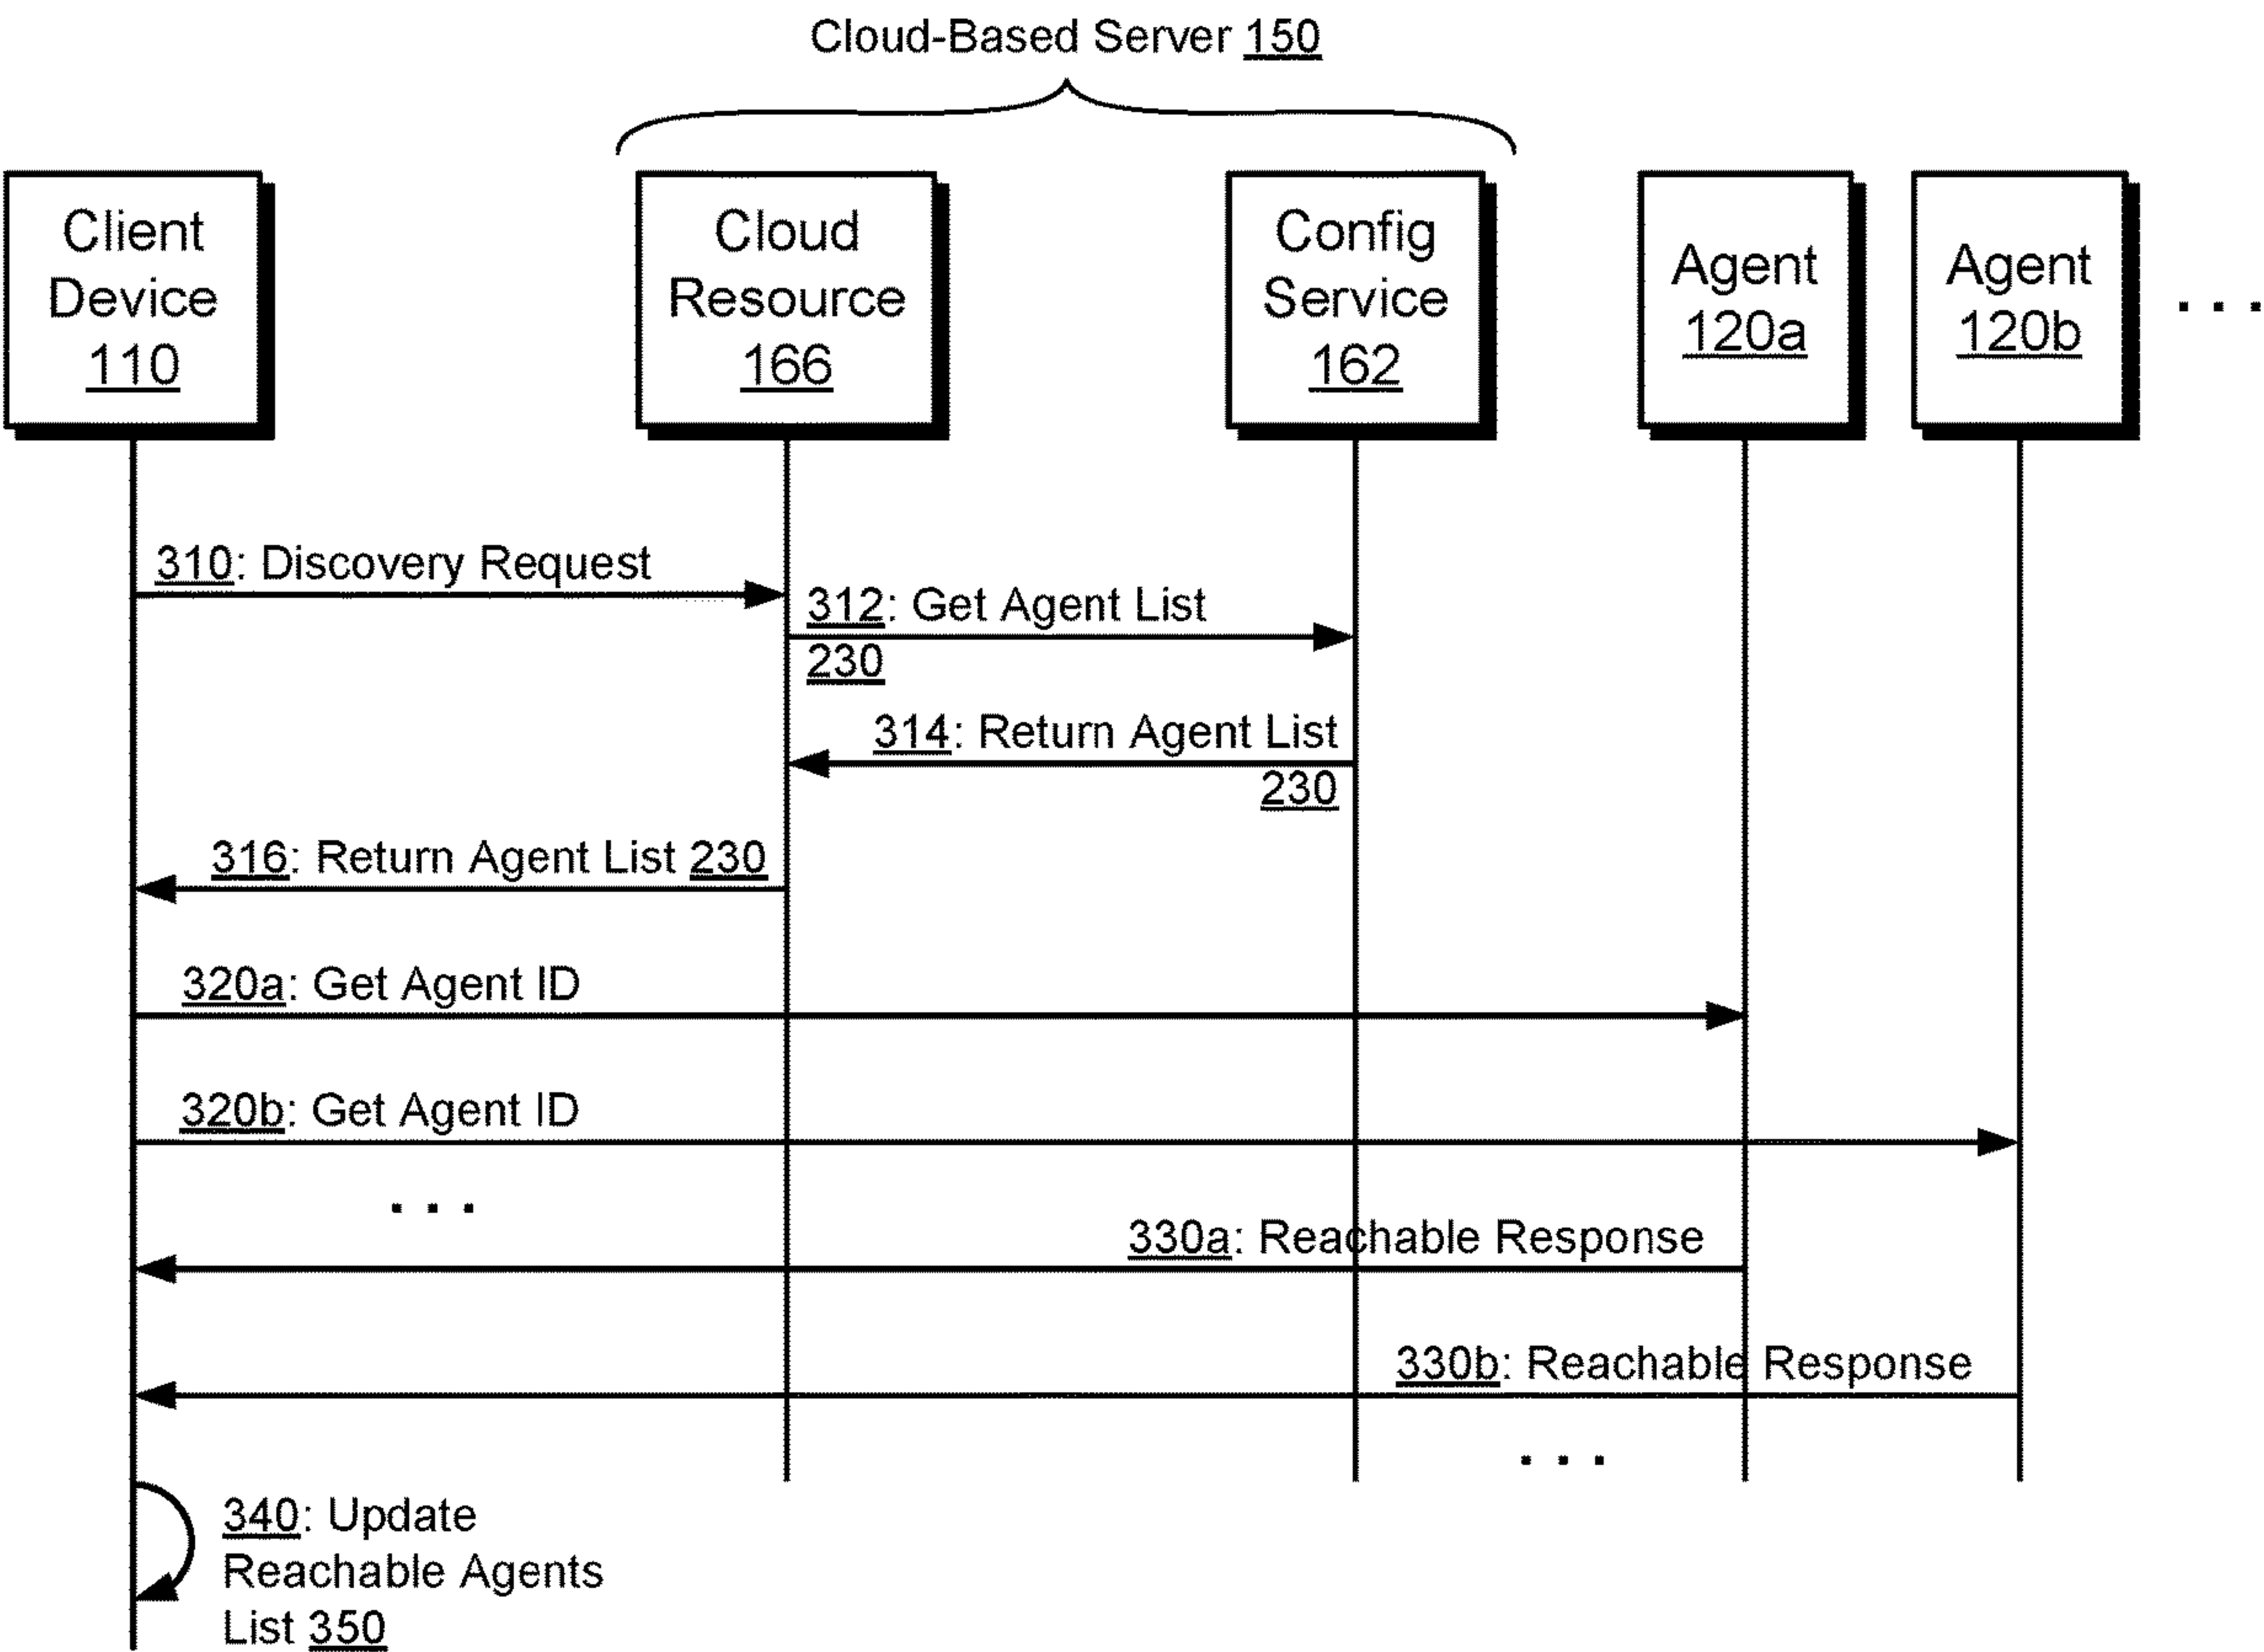 Cloud-Based Server 150
Client
Device
110
Cloud
Resource
166
Config
Service
162
Agent
120a
Agent
120b
. . .
310: Discovery Request
312: Get Agent List
230
314: Return Agent List
230
316: Return Agent List 230
320a: Get Agent ID
320b: Get Agent ID
. . .
330a: Reachable Response
330b: Reachable Response
. . .
340: Update
Reachable Agents
List 350